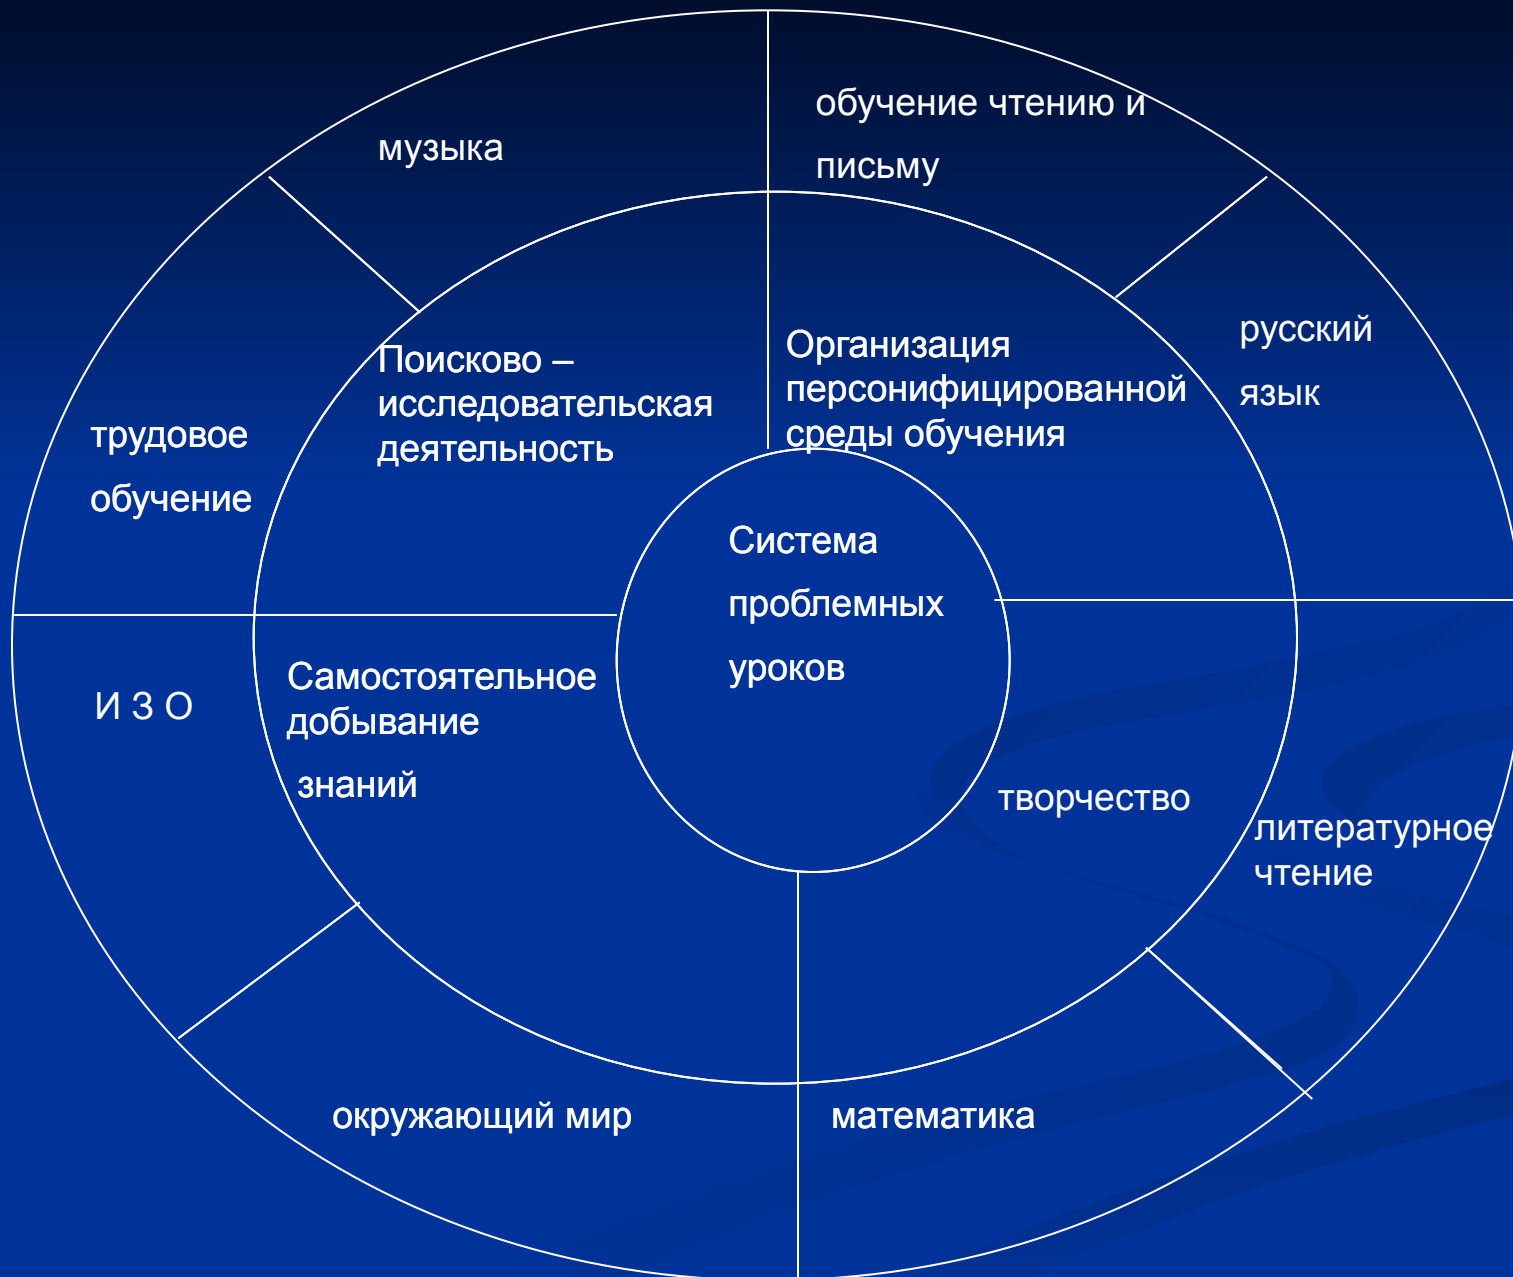 музыка
обучение чтению и
письму
русский
язык
Поисково –
исследовательская
деятельность
Организация
персонифицированной
среды обучения
трудовое
обучение
Система
проблемных
уроков
И З О
Самостоятельное
добывание
знаний
творчество
литературное
чтение
окружающий мир
математика